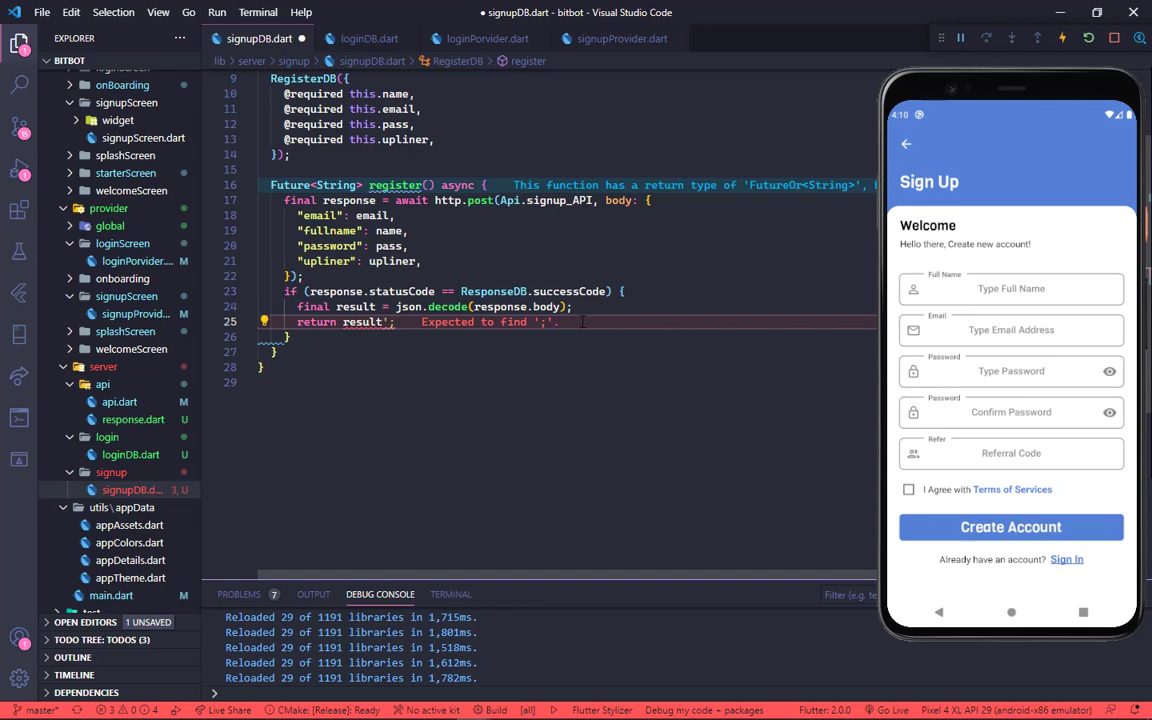 File Edit Selection View Go Run Terminal Help
● signupDB.dart - bitbot - Visual Studio Code
EXPLORER
signupDB.dart ●
loginDB.dart
loginPorvider.dart
signupProvider.dart
BITBOT
lib > server > signup > signupDB.dart > RegisterDB > register
onBoarding
signupScreen
widget
signupScreen.dart
splashScreen
starterScreen
welcomeScreen
provider
global
loginScreen
loginPorvider....
onboarding
signupScreen
signupProvid...
splashScreen
welcomeScreen
server
api
api.dart M
response.dart U
login
loginDB.dart U
signup
signupDB.d... 3, U
utils\appData
appAssets.dart
appColors.dart
appDetails.dart
appTheme.dart
main.dart M
test
OPEN EDITORS 1 UNSAVED
TODO TREE: TODOS (3)
OUTLINE
TIMELINE
DEPENDENCIES
9 RegisterDB({
10 @required this.name,
11 @required this.email,
12 @required this.pass,
13 @required this.upliner,
14 });
15
16 Future<String> register() async { This function has a return type of 'FutureOr<String>',
17 final response = await http.post(Api.signup_API, body: {
18 "email": email,
19 "fullname": name,
20 "password": pass,
21 "upliner": upliner,
22 });
23 if (response.statusCode == ResponseDB.successCode) {
24 final result = json.decode(response.body);
25 return result'; Expected to find ';'.
26 }
27 }
28 }
29
PROBLEMS 7 OUTPUT DEBUG CONSOLE TERMINAL
Filter (e.g. te
Reloaded 29 of 1191 libraries in 1,715ms.
Reloaded 29 of 1191 libraries in 1,801ms.
Reloaded 29 of 1191 libraries in 1,518ms.
Reloaded 29 of 1191 libraries in 1,612ms.
Reloaded 29 of 1191 libraries in 1,782ms.
>
4:10
Sign Up
Welcome
Hello there, Create new account!
Full Name
Type Full Name
Email
Type Email Address
Password
Type Password
Password
Confirm Password
Refer
Referral Code
I Agree with Terms of Services
Create Account
Already have an account? Sign In
master* 3 0 4 Live Share CMake: [Release]: Ready No active kit Build [all] Flutter Stylizer Debug my code + packages Flutter: 2.0.0 Go Live Pixel 4 XL API 29 (android-x86 emulator)
1
15
1
1